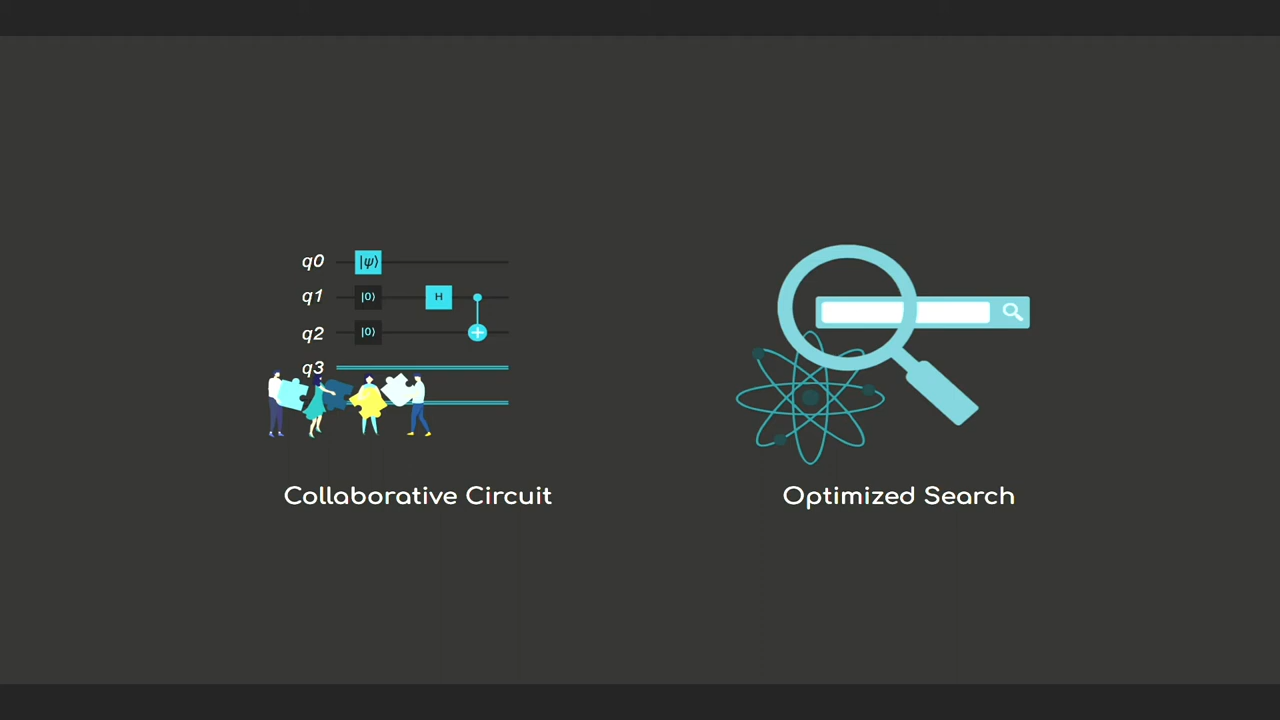 q0 |ψ⟩
q1 |0⟩ H
q2 |0⟩
q3
Collaborative Circuit
Optimized Search